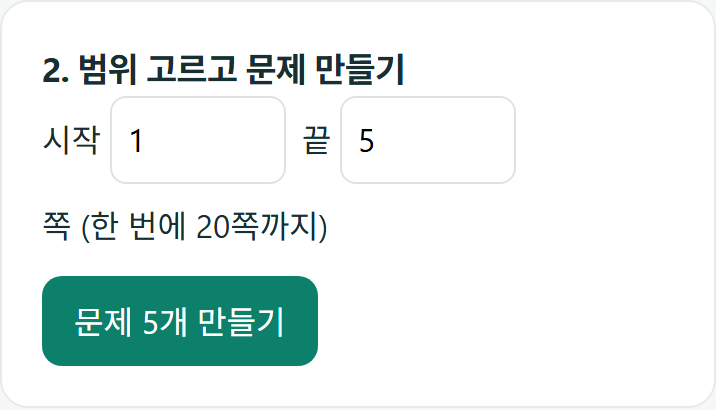 2. 범위 고르고 문제 만들기
시작 1 끝 5
쪽 (한 번에 20쪽까지)
문제 5개 만들기